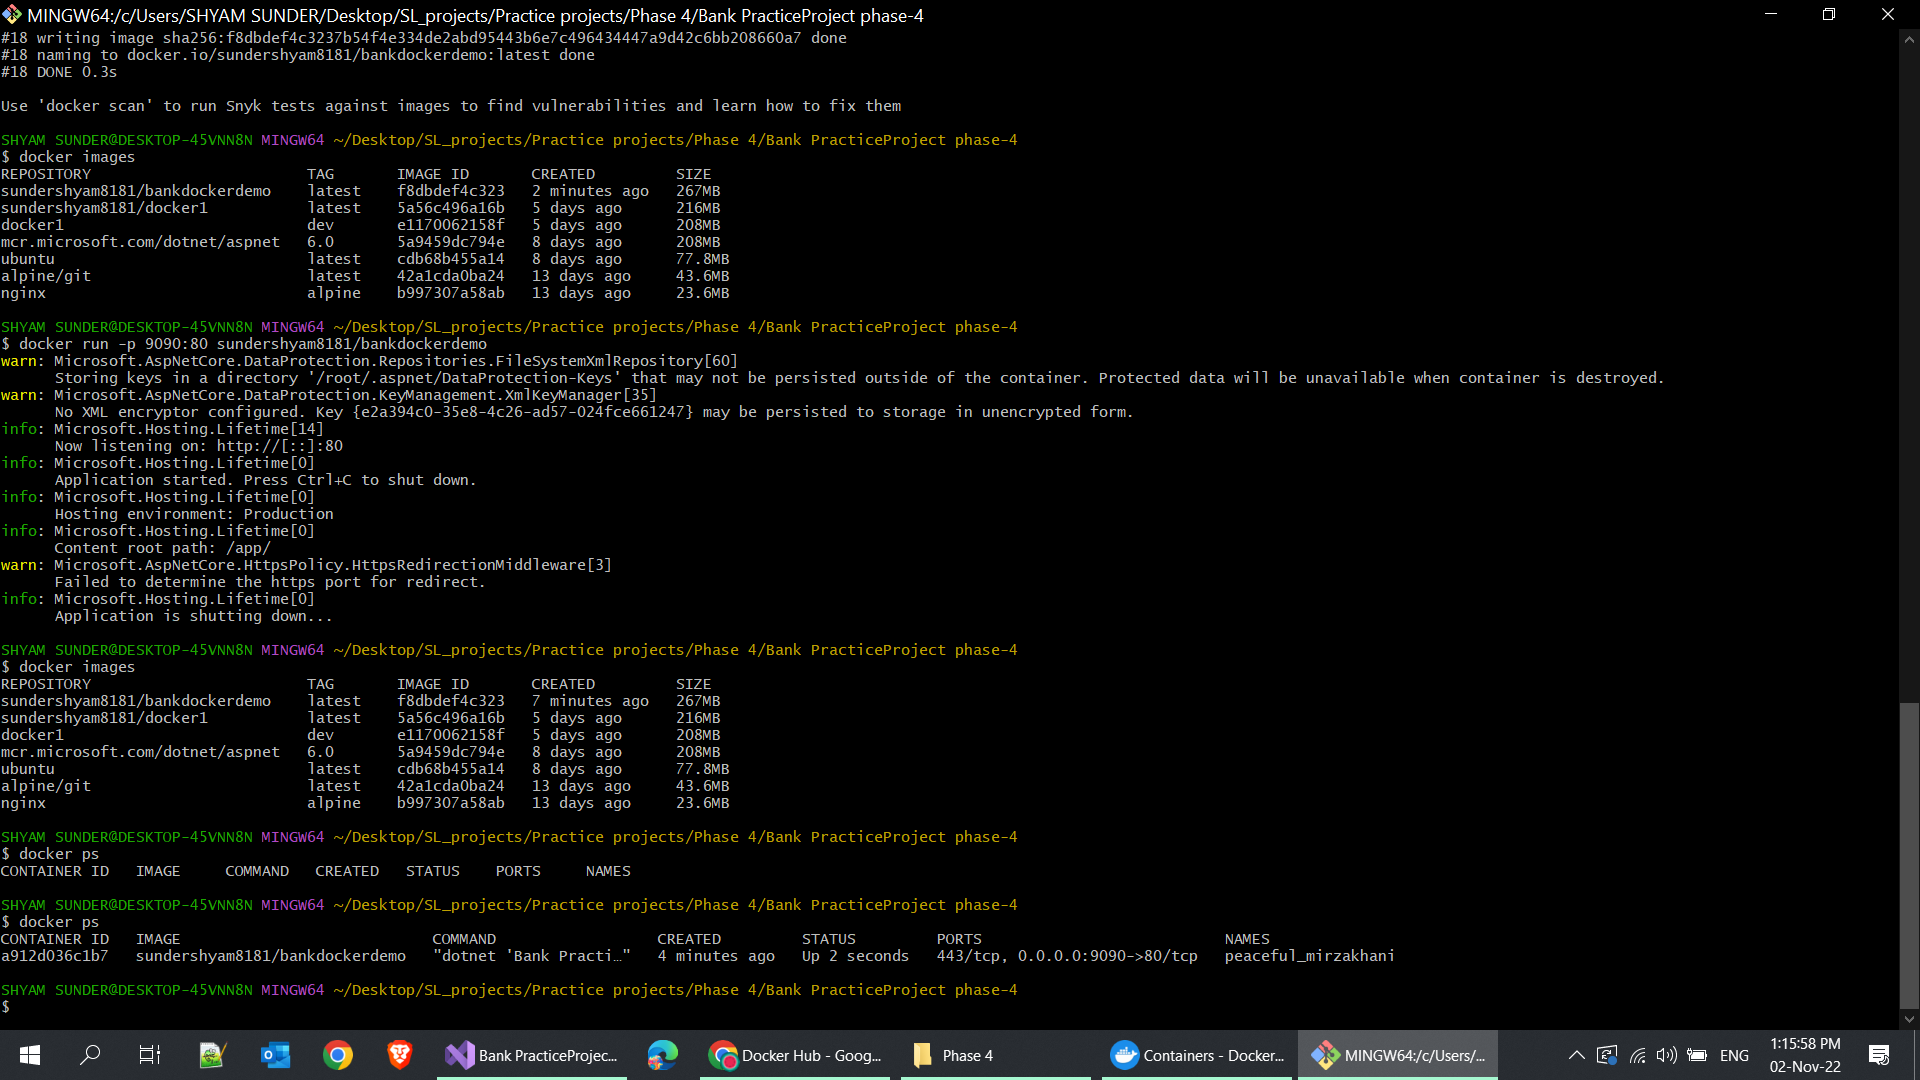 MINGW64:/c/Users/SHYAM SUNDER/Desktop/SL_projects/Practice projects/Phase 4/Bank PracticeProject phase-4
#18 writing image sha256:f8dbdef4c3237b54f4e334de2abd95443b6e7c496434447a9d42c6bb208660a7 done
#18 naming to docker.io/sundershyam8181/bankdockerdemo:latest done
#18 DONE 0.3s
Use 'docker scan' to run Snyk tests against images to find vulnerabilities and learn how to fix them
SHYAM SUNDER@DESKTOP-45VNN8N MINGW64 ~/Desktop/SL_projects/Practice projects/Phase 4/Bank PracticeProject phase-4
$ docker images
REPOSITORY TAG IMAGE ID CREATED SIZE
sundershyam8181/bankdockerdemo latest f8dbdef4c323 2 minutes ago 267MB
sundershyam8181/docker1 latest 5a56c496a16b 5 days ago 216MB
docker1 dev e1170062158f 5 days ago 208MB
mcr.microsoft.com/dotnet/aspnet 6.0 5a9459dc794e 8 days ago 208MB
ubuntu latest cdb68b455a14 8 days ago 77.8MB
alpine/git latest 42a1cda0ba24 13 days ago 43.6MB
nginx alpine b997307a58ab 13 days ago 23.6MB
SHYAM SUNDER@DESKTOP-45VNN8N MINGW64 ~/Desktop/SL_projects/Practice projects/Phase 4/Bank PracticeProject phase-4
$ docker run -p 9090:80 sundershyam8181/bankdockerdemo
warn: Microsoft.AspNetCore.DataProtection.Repositories.FileSystemXmlRepository[60]
Storing keys in a directory '/root/.aspnet/DataProtection-Keys' that may not be persisted outside of the container. Protected data will be unavailable when container is destroyed.
warn: Microsoft.AspNetCore.DataProtection.KeyManagement.XmlKeyManager[35]
No XML encryptor configured. Key {e2a394c0-35e8-4c26-ad57-024fce661247} may be persisted to storage in unencrypted form.
info: Microsoft.Hosting.Lifetime[14]
Now listening on: http://[::]:80
info: Microsoft.Hosting.Lifetime[0]
Application started. Press Ctrl+C to shut down.
info: Microsoft.Hosting.Lifetime[0]
Hosting environment: Production
info: Microsoft.Hosting.Lifetime[0]
Content root path: /app/
warn: Microsoft.AspNetCore.HttpsPolicy.HttpsRedirectionMiddleware[3]
Failed to determine the https port for redirect.
info: Microsoft.Hosting.Lifetime[0]
Application is shutting down...
SHYAM SUNDER@DESKTOP-45VNN8N MINGW64 ~/Desktop/SL_projects/Practice projects/Phase 4/Bank PracticeProject phase-4
$ docker images
REPOSITORY TAG IMAGE ID CREATED SIZE
sundershyam8181/bankdockerdemo latest f8dbdef4c323 7 minutes ago 267MB
sundershyam8181/docker1 latest 5a56c496a16b 5 days ago 216MB
docker1 dev e1170062158f 5 days ago 208MB
mcr.microsoft.com/dotnet/aspnet 6.0 5a9459dc794e 8 days ago 208MB
ubuntu latest cdb68b455a14 8 days ago 77.8MB
alpine/git latest 42a1cda0ba24 13 days ago 43.6MB
nginx alpine b997307a58ab 13 days ago 23.6MB
SHYAM SUNDER@DESKTOP-45VNN8N MINGW64 ~/Desktop/SL_projects/Practice projects/Phase 4/Bank PracticeProject phase-4
$ docker ps
CONTAINER ID IMAGE COMMAND CREATED STATUS PORTS NAMES
SHYAM SUNDER@DESKTOP-45VNN8N MINGW64 ~/Desktop/SL_projects/Practice projects/Phase 4/Bank PracticeProject phase-4
$ docker ps
CONTAINER ID IMAGE COMMAND CREATED STATUS PORTS NAMES
a912d036c1b7 sundershyam8181/bankdockerdemo "dotnet 'Bank Practi…" 4 minutes ago Up 2 seconds 443/tcp, 0.0.0.0:9090->80/tcp peaceful_mirzakhani
SHYAM SUNDER@DESKTOP-45VNN8N MINGW64 ~/Desktop/SL_projects/Practice projects/Phase 4/Bank PracticeProject phase-4
$
Bank PracticeProjec... Docker Hub - Goog... Phase 4 Containers - Docker... MINGW64:/c/Users/... ENG 1:15:58 PM
02-Nov-22